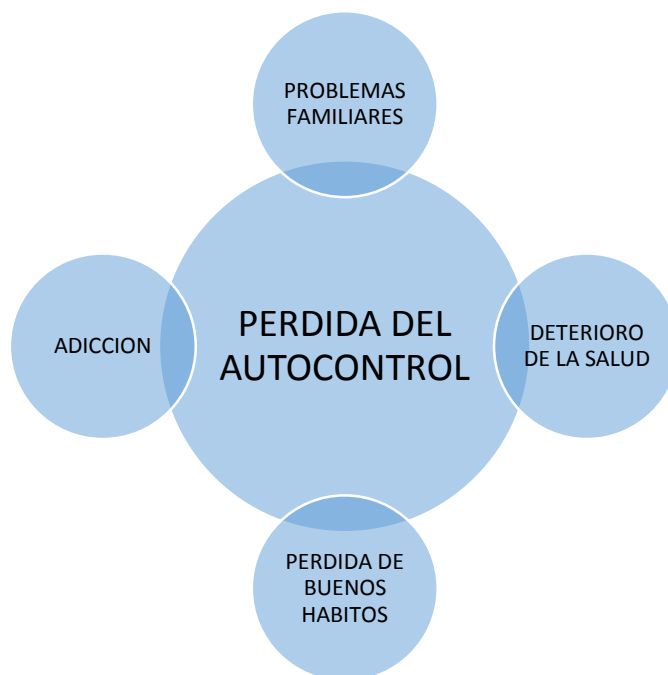 PROBLEMAS
FAMILIARES
PERDIDA DEL
AUTOCONTROL
ADICCION
DETERIORO
DE LA SALUD
PERDIDA DE
BUENOS
HABITOS